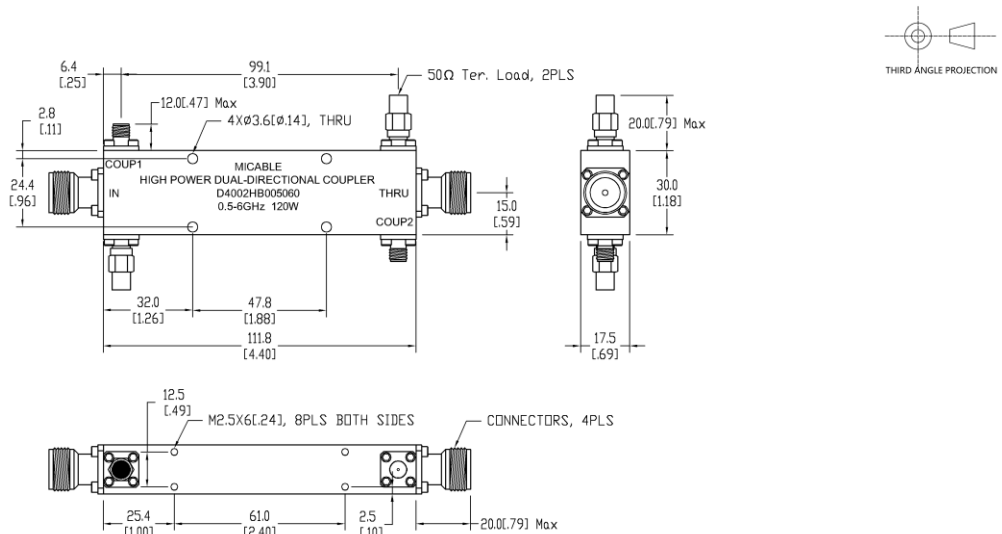 THIRD ANGLE PROJECTION
6.4
[.25]
99.1
[3.90]
50Ω Ter. Load, 2PLS
12.0[.47] Max
2.8
[.11]
4XØ3.6[Ø.14], THRU
20.0[.79] Max
COUP1
MICABLE
HIGH POWER DUAL-DIRECTIONAL COUPLER
IN
D4002HB005060
THRU
0.5-6GHz 120W
COUP2
24.4
[.96]
15.0
[.59]
30.0
[1.18]
32.0
[1.26]
47.8
[1.88]
111.8
[4.40]
17.5
[.69]
12.5
[.49]
M2.5X6[.24], 8PLS BOTH SIDES
CONNECTORS, 4PLS
25.4
[1.00]
61.0
[2.40]
2.5
[.10]
20.0[.79] Max